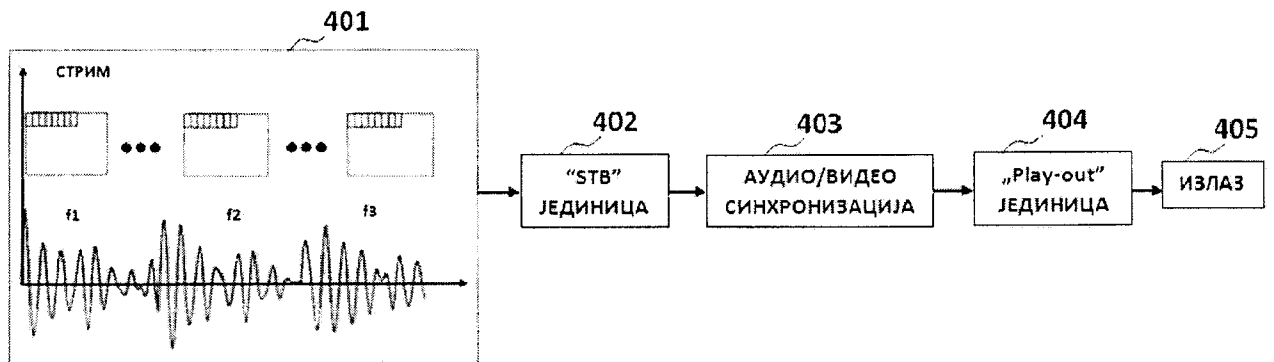 401
СТРИМ
f1
f2
f3
402
“STB”
ЈЕДИНИЦА
403
АУДИО/ВИДЕО
СИНХРОНИЗАЦИЈА
404
„Play-out”
ЈЕДИНИЦА
405
ИЗЛАЗ